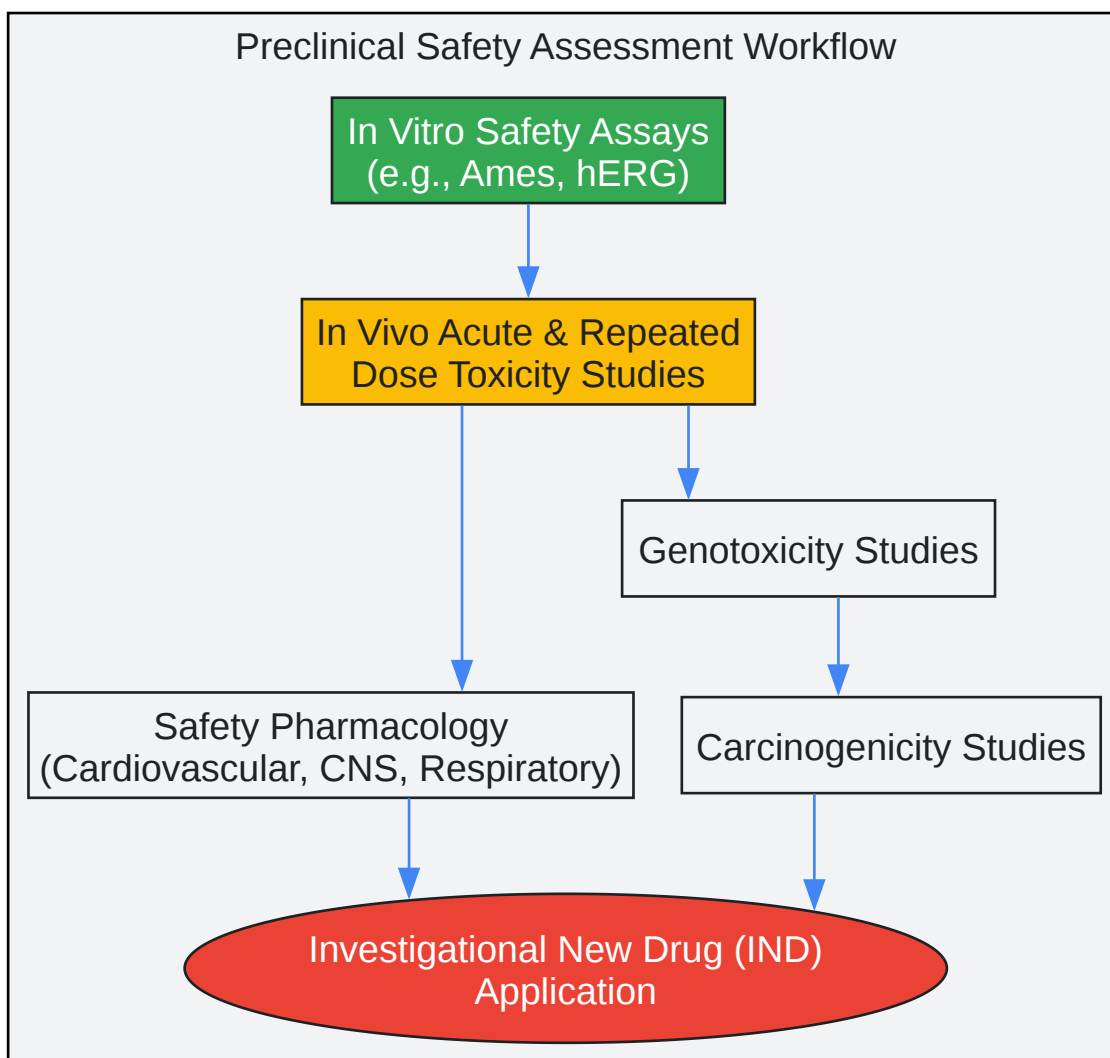 Preclinical Safety Assessment Workflow
In Vitro Safety Assays
(e.g., Ames, hERG)
In Vivo Acute & Repeated
Dose Toxicity Studies
Genotoxicity Studies
Safety Pharmacology
(Cardiovascular, CNS, Respiratory)
Carcinogenicity Studies
Investigational New Drug (IND)
Application